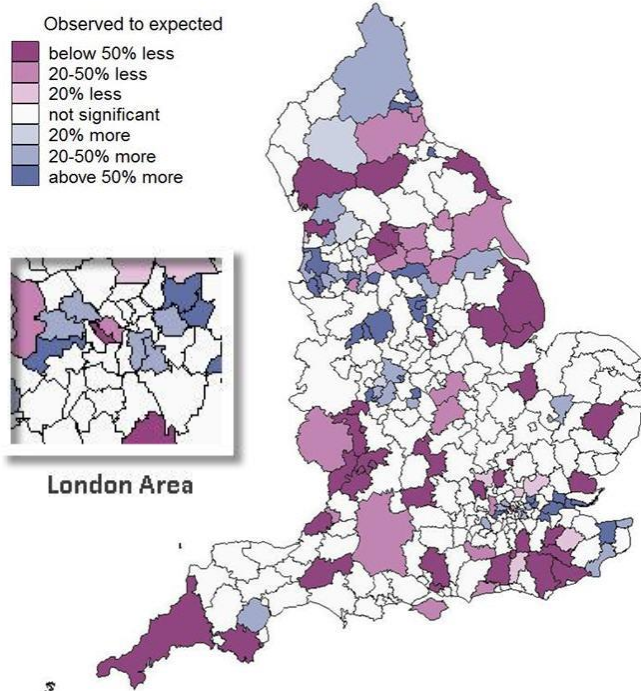 Observed to expected
below 50% less
20-50% less
20% less
not significant
20% more
20-50% more
above 50% more
London Area